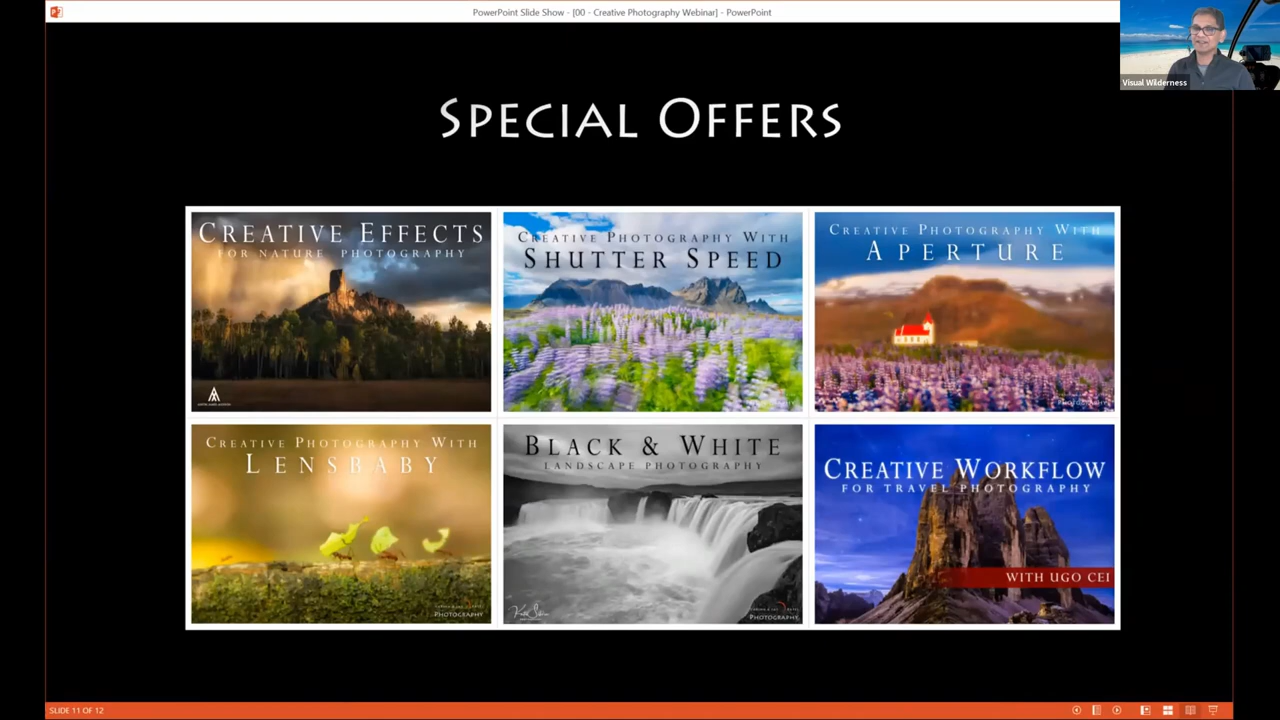 PowerPoint Slide Show - [00 - Creative Photography Webinar] - PowerPoint
Visual Wilderness
SPECIAL OFFERS
CREATIVE EFFECTS
FOR NATURE PHOTOGRAPHY
CREATIVE PHOTOGRAPHY WITH
SHUTTER SPEED
CREATIVE PHOTOGRAPHY WITH
APERTURE
CREATIVE PHOTOGRAPHY WITH
LENSBABY
PHOTOGRAPHY
BLACK & WHITE
LANDSCAPE PHOTOGRAPHY
PHOTOGRAPHY
CREATIVE WORKFLOW
FOR TRAVEL PHOTOGRAPHY
WITH UGO CEI
SLIDE 11 OF 12